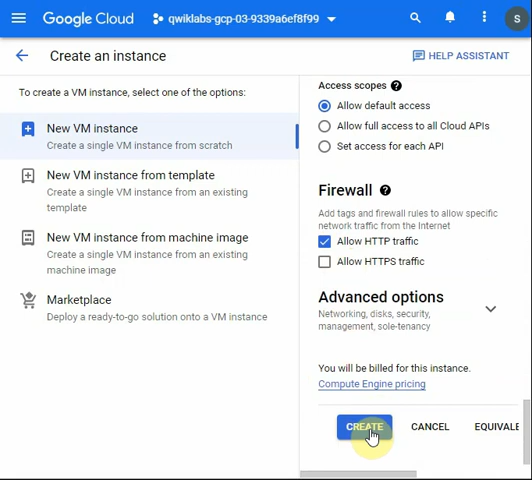 Google Cloud
qwiklabs-gcp-03-9339a6ef8f99
S
Create an instance
HELP ASSISTANT
To create a VM instance, select one of the options:
New VM instance
Create a single VM instance from scratch
New VM instance from template
Create a single VM instance from an existing
template
New VM instance from machine image
Create a single VM instance from an existing
machine image
Marketplace
Deploy a ready-to-go solution onto a VM instance
Access scopes
Allow default access
Allow full access to all Cloud APIs
Set access for each API
Firewall
Add tags and firewall rules to allow specific
network traffic from the Internet
Allow HTTP traffic
Allow HTTPS traffic
Advanced options
Networking, disks, security,
management, sole-tenancy
You will be billed for this instance.
Compute Engine pricing
CREATE
CANCEL
EQUIVALE